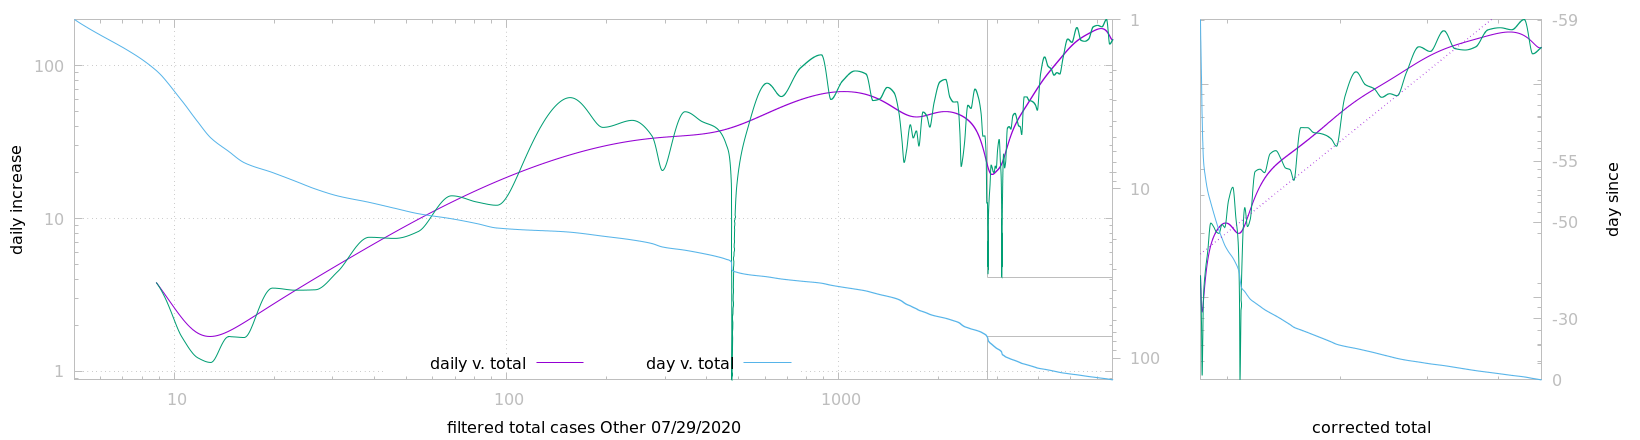 1
-59
100
daily increase
10
1
daily v. total
day v. total
10
100
1000
1
10
100
filtered total cases Other 07/29/2020
-55
-50
-30
0
day since
corrected total